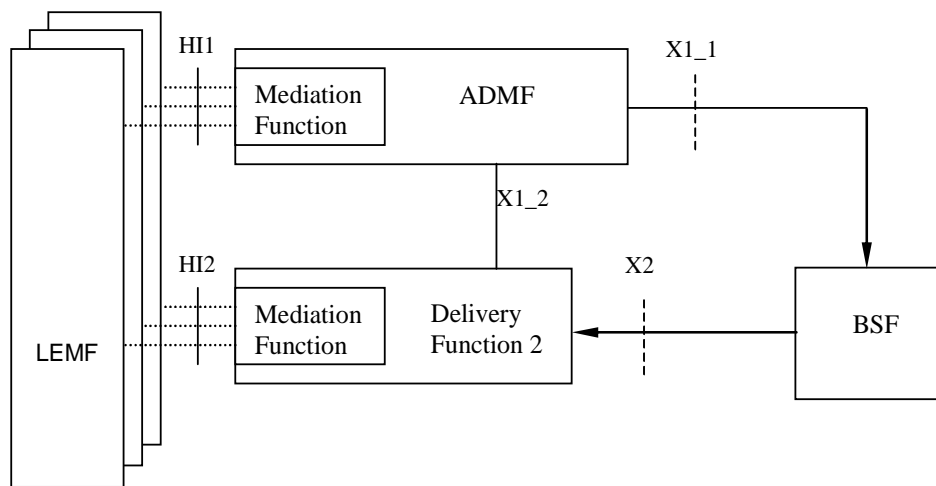 HI1
X1_1
Mediation
Function
ADMF
X1_2
HI2
X2
Mediation
Function
Delivery
Function 2
BSF
LEMF